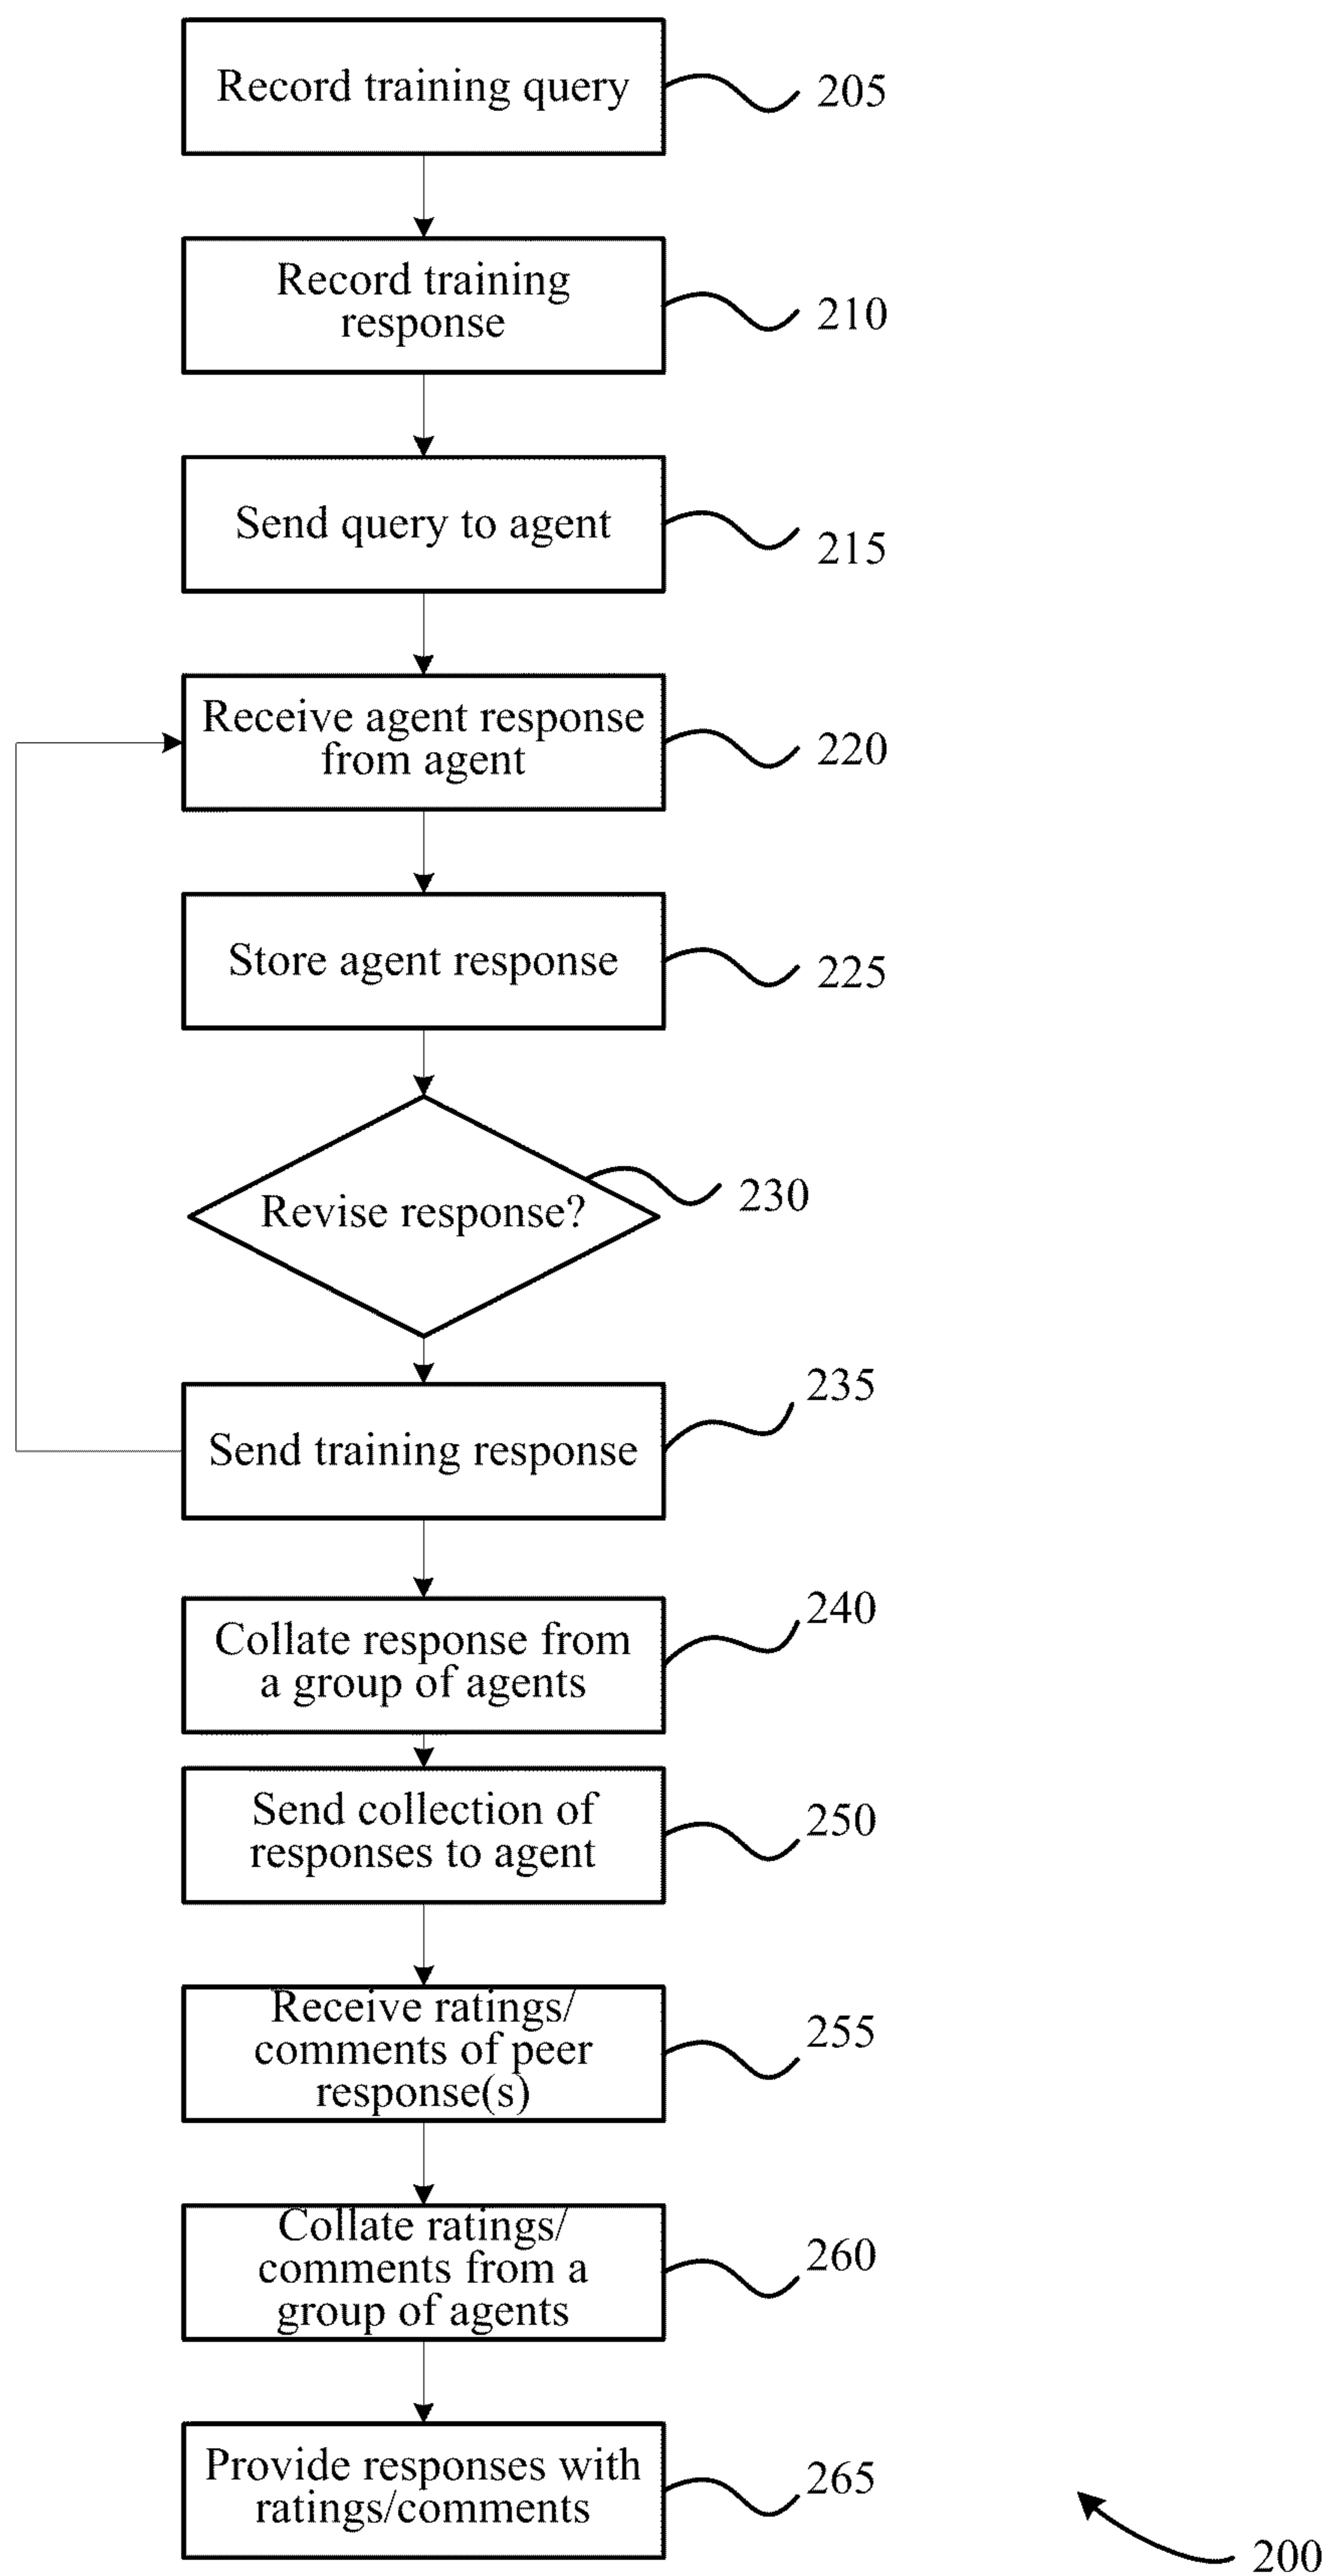 Record training query
205
Record training
response
210
Send query to agent
215
Receive agent response
from agent
220
Store agent response
225
Revise response?
230
235
Send training response
240
Collate response from
a group of agents
250
Send collection of
responses to agent
255
Receive ratings/
comments of peer
response(s)
260
Collate ratings/
comments from a
group of agents
265
Provide responses with
ratings/comments
200